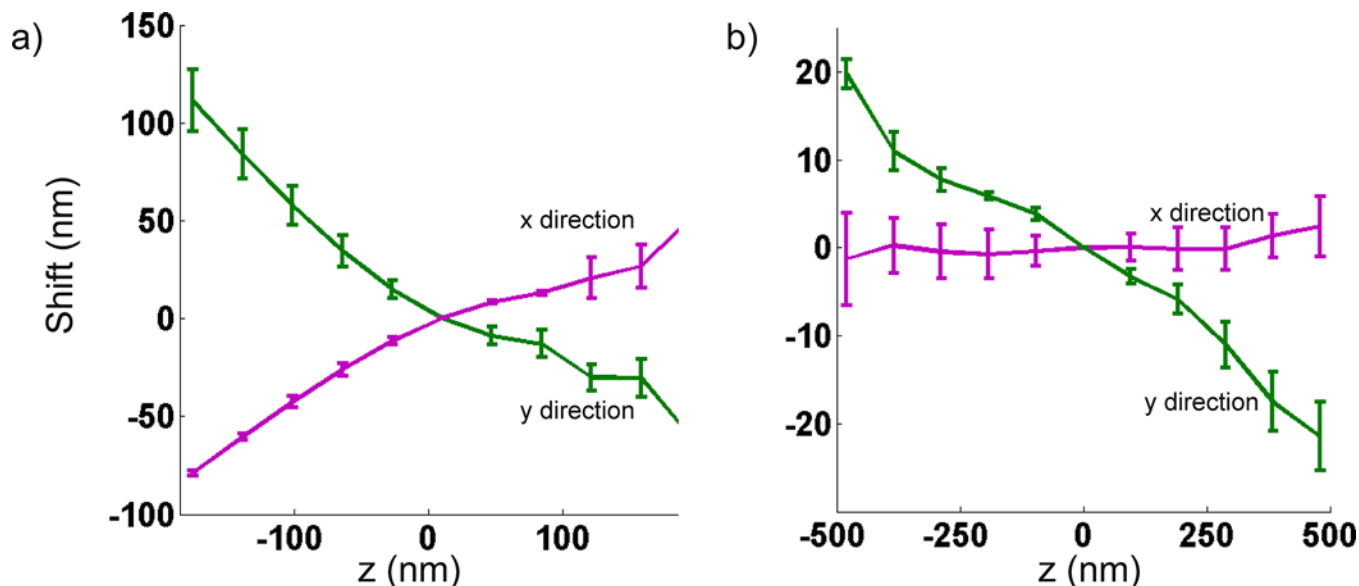 a)
Shift (nm)
150
100
50
0
-50
-100
x direction
y direction
-100 0 100
z (nm)
b)
20
10
0
-10
-20
x direction
y direction
-500 -250 0 250 500
z (nm)